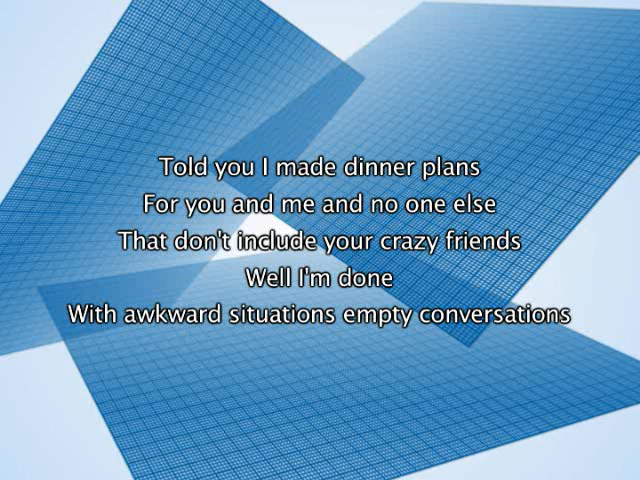 Told you I made dinner plans
For you and me and no one else
That don't include your crazy friends
Well I'm done
With awkward situations empty conversations